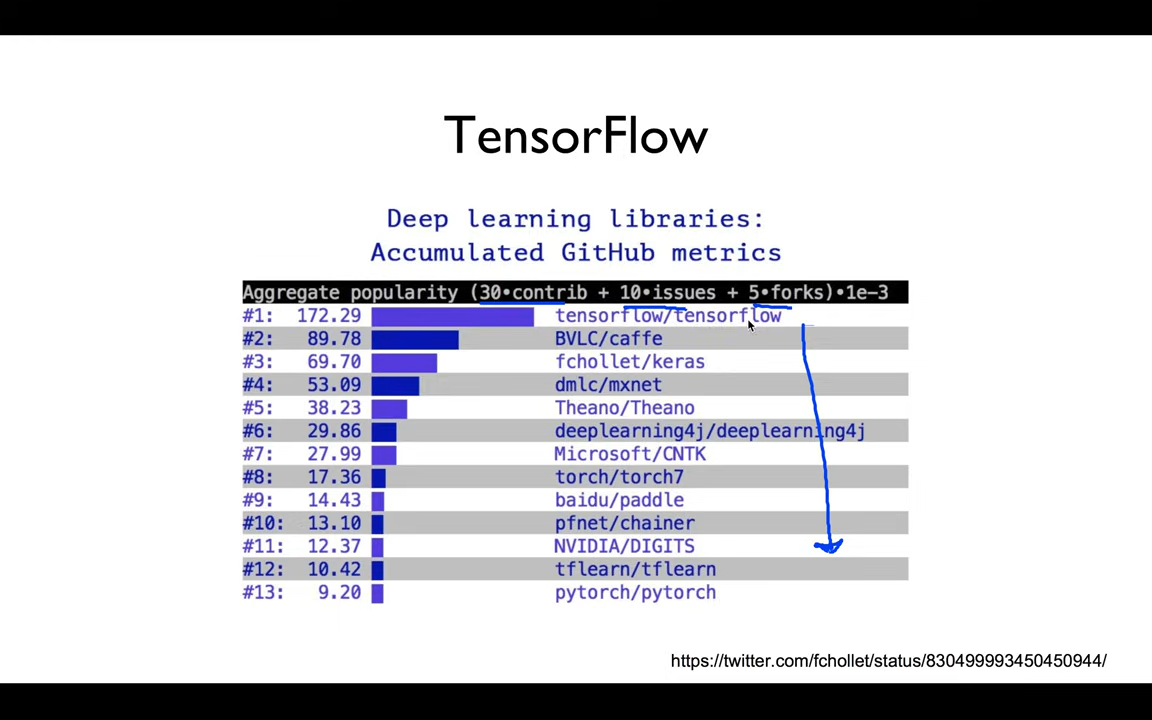 TensorFlow
Deep learning libraries:
Accumulated GitHub metrics
Aggregate popularity (30•contrib + 10•issues + 5•forks)•1e-3
#1: 172.29 tensorflow/tensorflow
#2: 89.78 BVLC/caffe
#3: 69.70 fchollet/keras
#4: 53.09 dmlc/mxnet
#5: 38.23 Theano/Theano
#6: 29.86 deeplearning4j/deeplearning4j
#7: 27.99 Microsoft/CNTK
#8: 17.36 torch/torch7
#9: 14.43 baidu/paddle
#10: 13.10 pfnet/chainer
#11: 12.37 NVIDIA/DIGITS
#12: 10.42 tflearn/tflearn
#13: 9.20 pytorch/pytorch
https://twitter.com/fchollet/status/830499993450450944/